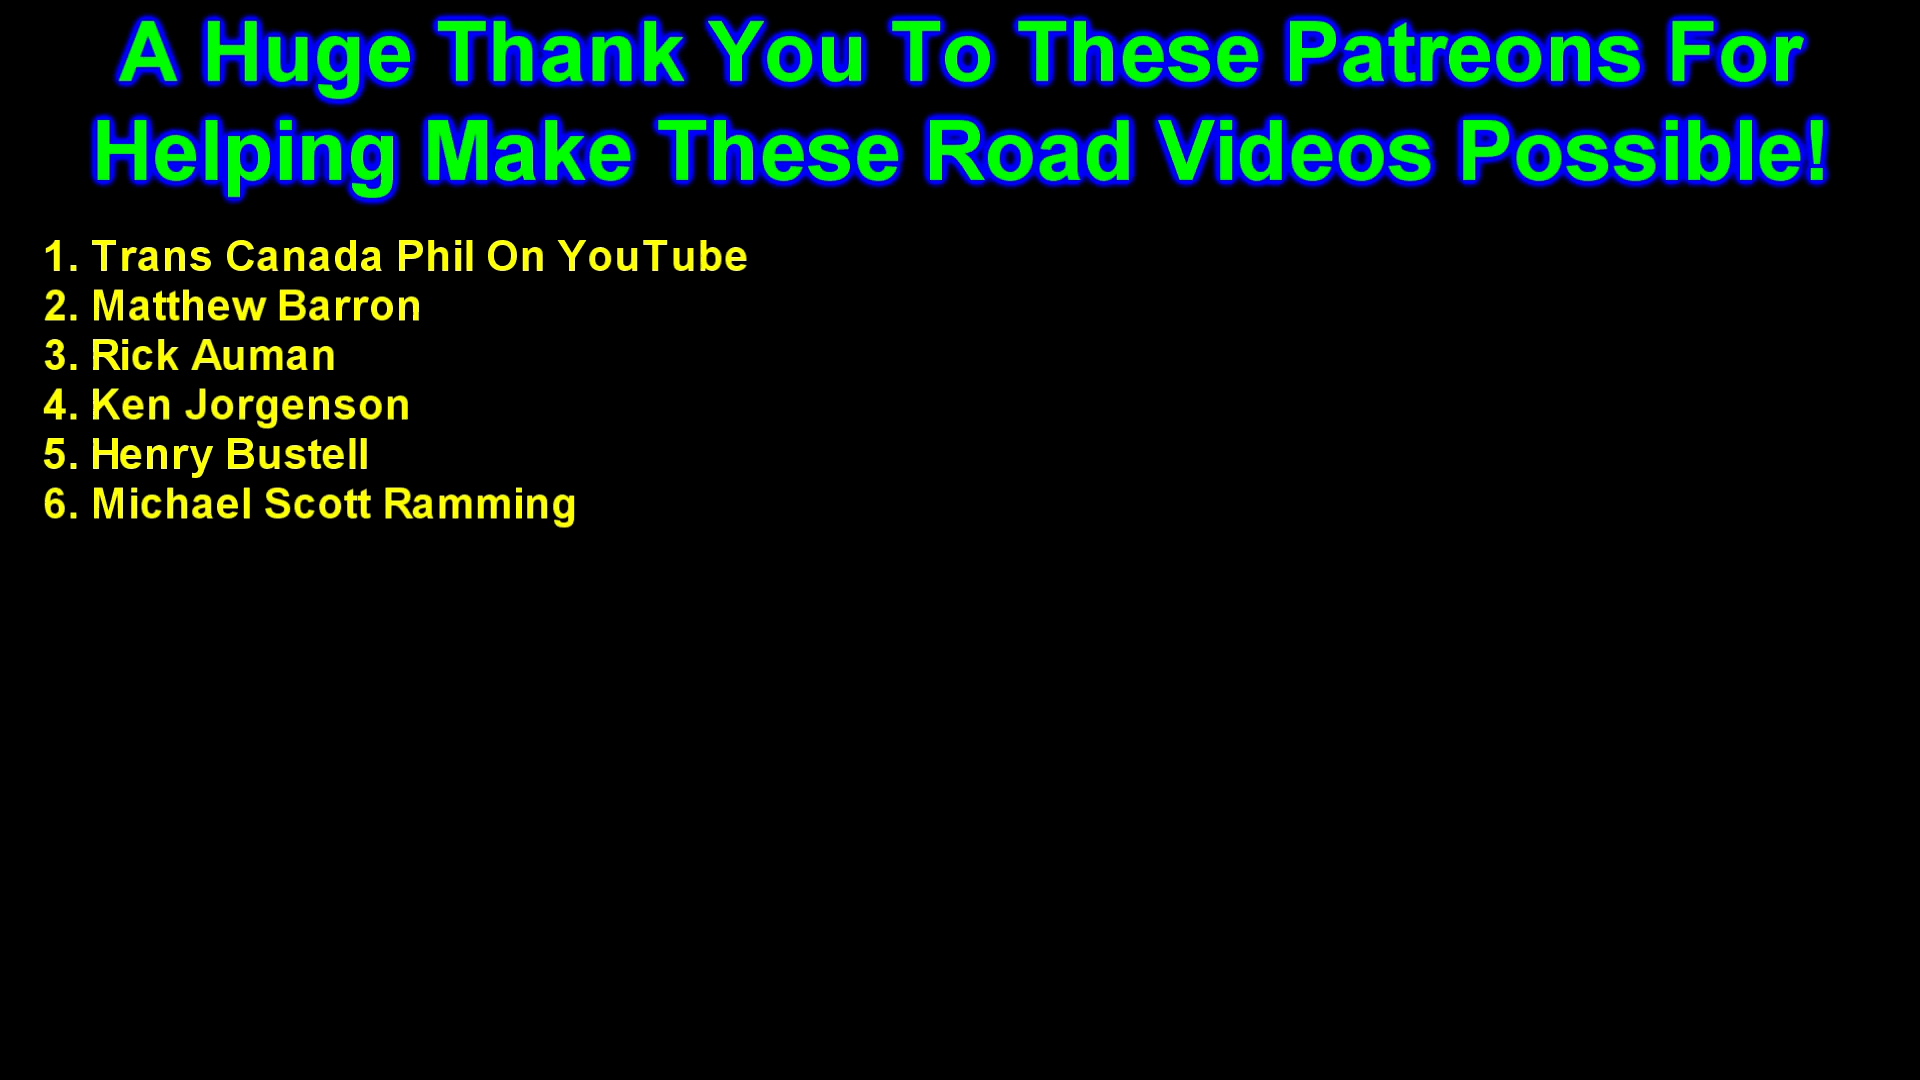 A Huge Thank You To These Patreons For
Helping Make These Road Videos Possible!
1. Trans Canada Phil On YouTube
2. Matthew Barron
3. Rick Auman
4. Ken Jorgenson
5. Henry Bustell
6. Michael Scott Ramming